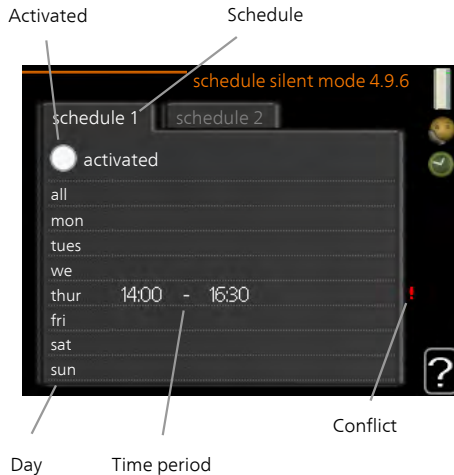 Activated
Schedule
schedule silent mode 4.9.6
schedule 1
schedule 2
activated
all
mon
tues
we
thur 14:00 - 16:30 !
fri
sat
sun
?
Conflict
Day
Time period